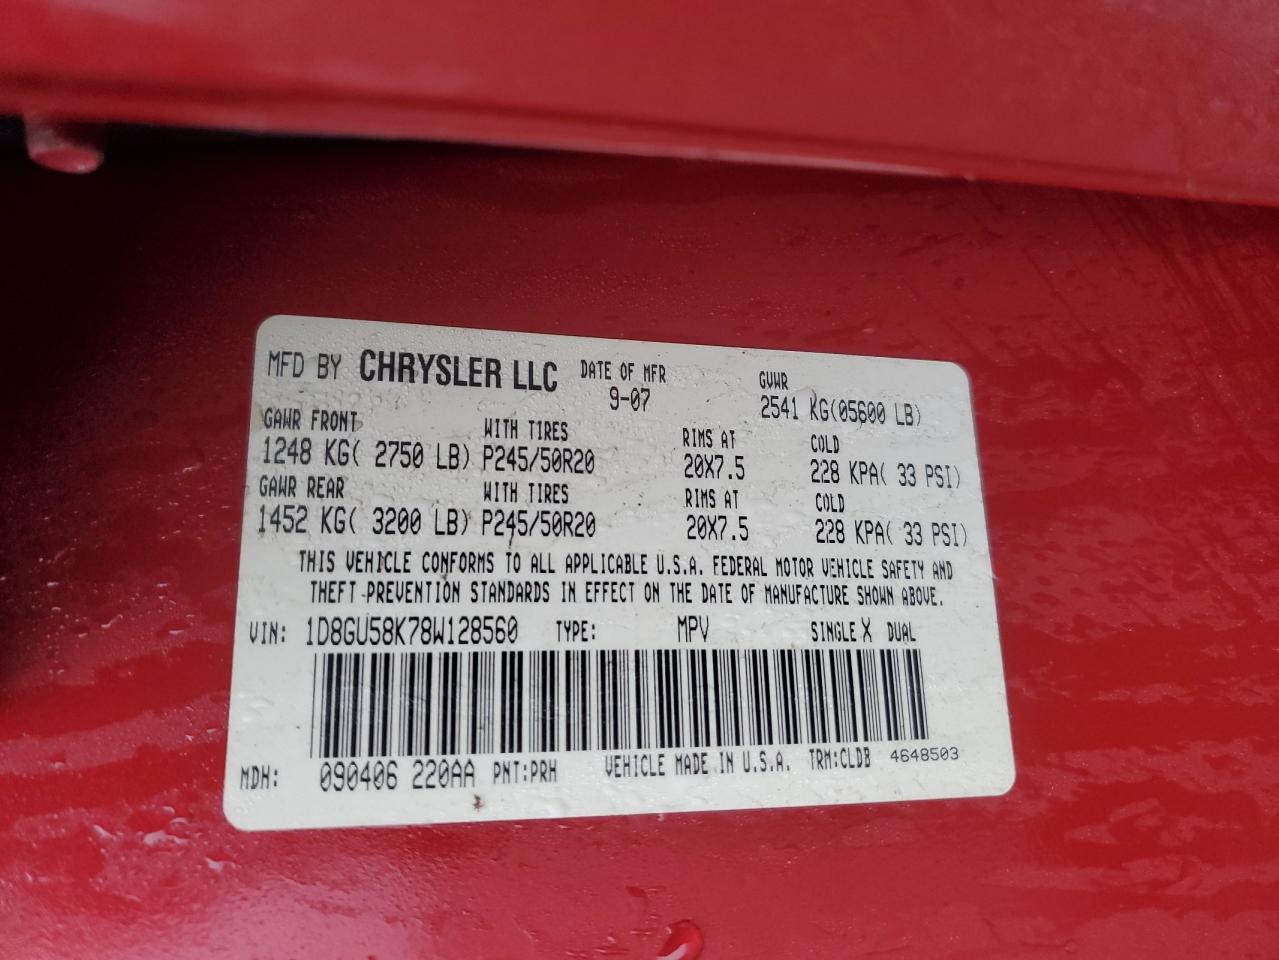 MFD BY CHRYSLER LLC DATE OF MFR GVWR
9-07 2541 KG(05600 LB)
GAWR FRONT WITH TIRES RIMS AT COLD
1248 KG( 2750 LB) P245/50R20 20X7.5 228 KPA( 33 PSI)
GAWR REAR WITH TIRES RIMS AT COLD
1452 KG( 3200 LB) P245/50R20 20X7.5 228 KPA( 33 PSI)
THIS VEHICLE CONFORMS TO ALL APPLICABLE U.S.A. FEDERAL MOTOR VEHICLE SAFETY AND
THEFT PREVENTION STANDARDS IN EFFECT ON THE DATE OF MANUFACTURE SHOWN ABOVE.
VIN: 1D8GU58K78W128560 TYPE: MPV SINGLE X DUAL
MDH: 090406 220AA PNT:PRH VEHICLE MADE IN U.S.A. TRM:CLDB 4648503